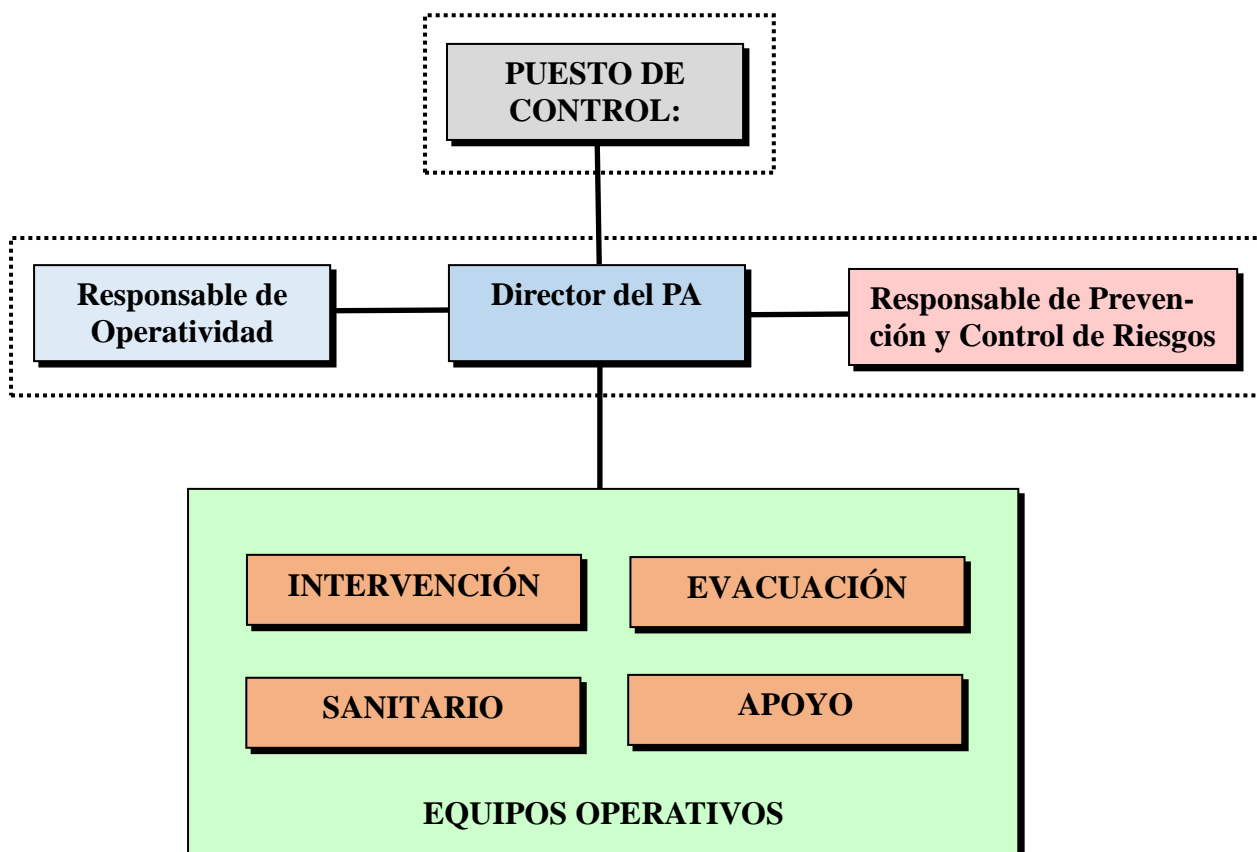 PUESTO DE
CONTROL:
Responsable de
Operatividad
Director del PA
Responsable de Preven-
ción y Control de Riesgos
INTERVENCIÓN
EVACUACIÓN
SANITARIO
APOYO
EQUIPOS OPERATIVOS